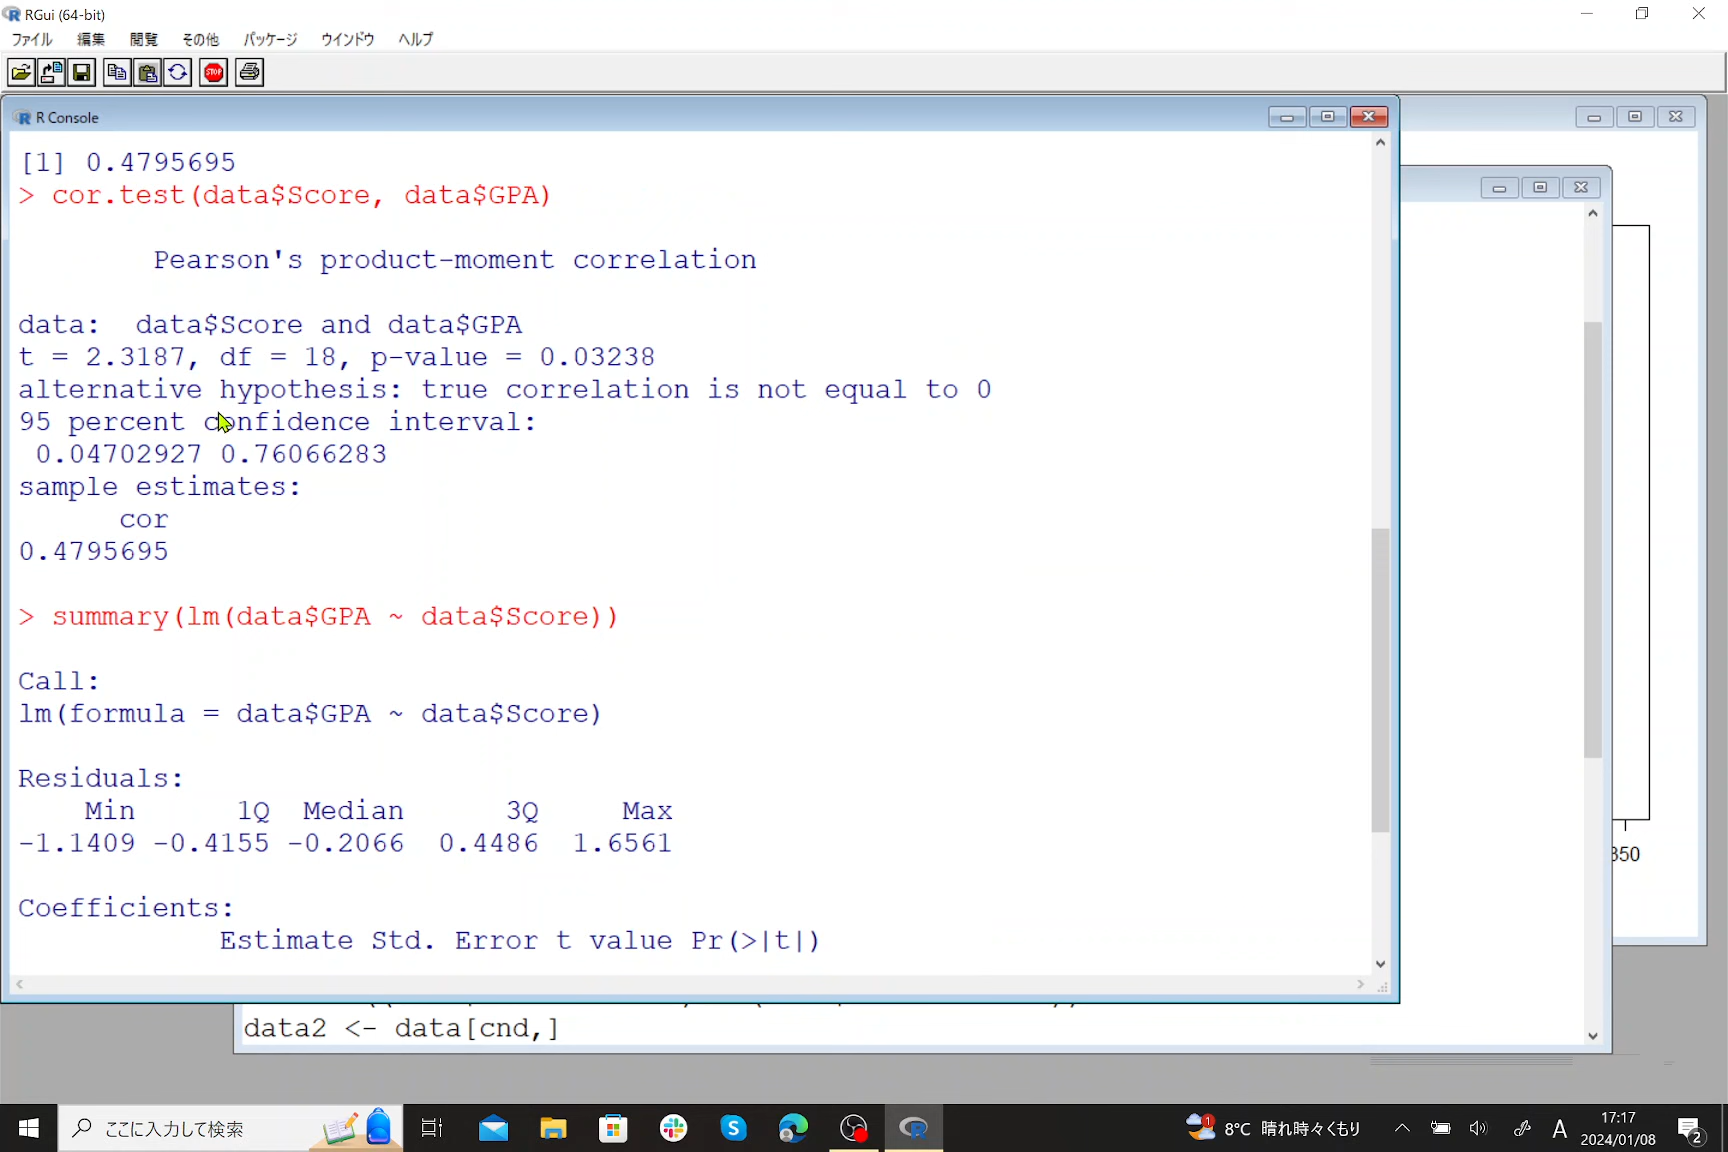 RGui (64-bit)
ファイル 編集 閲覧 その他 パッケージ ウインドウ ヘルプ
STOP
R Console
[1] 0.4795695
> cor.test(data$Score, data$GPA)
Pearson's product-moment correlation
data:  data$Score and data$GPA
t = 2.3187, df = 18, p-value = 0.03238
alternative hypothesis: true correlation is not equal to 0
95 percent confidence interval:
0.04702927 0.76066283
sample estimates:
cor
0.4795695
> summary(lm(data$GPA ~ data$Score))
Call:
lm(formula = data$GPA ~ data$Score)
Residuals:
Min 1Q Median 3Q Max
-1.1409 -0.4155 -0.2066 0.4486 1.6561
Coefficients:
Estimate Std. Error t value Pr(>|t|)
350
data2 <- data[cnd,]
ここに入力して検索
1
8°C 晴れ時々くもり
A
17:17
2024/01/08
2